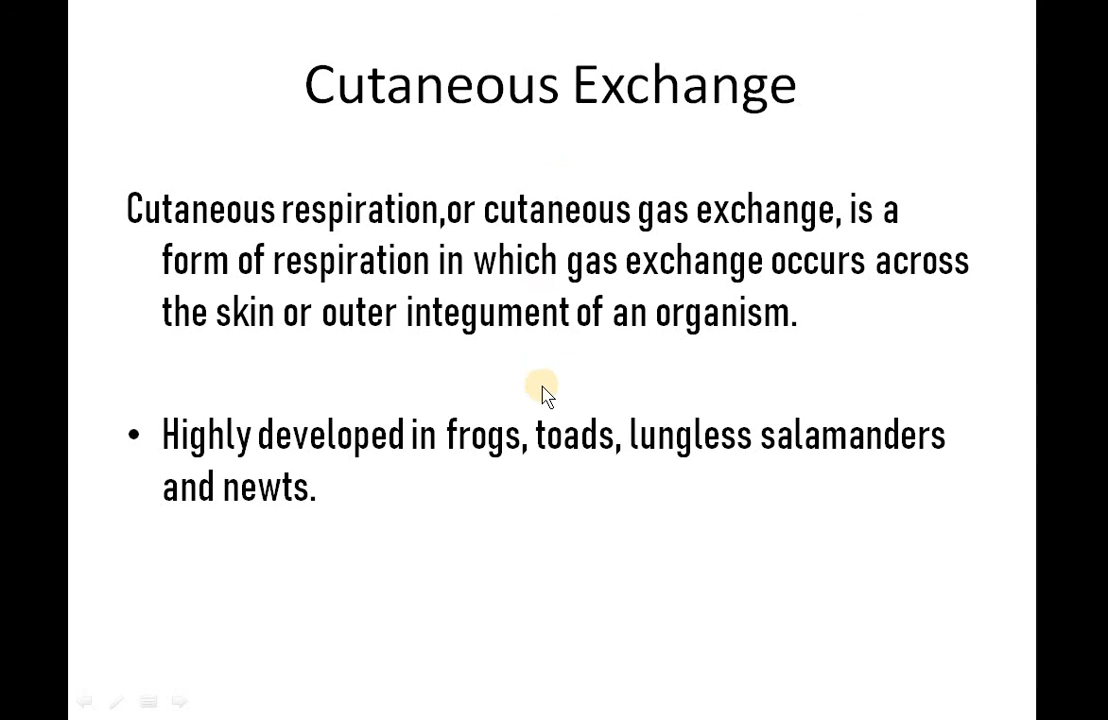 Cutaneous Exchange
Cutaneous respiration,or cutaneous gas exchange, is a
form of respiration in which gas exchange occurs across
the skin or outer integument of an organism.
• Highly developed in frogs, toads, lungless salamanders
and newts.